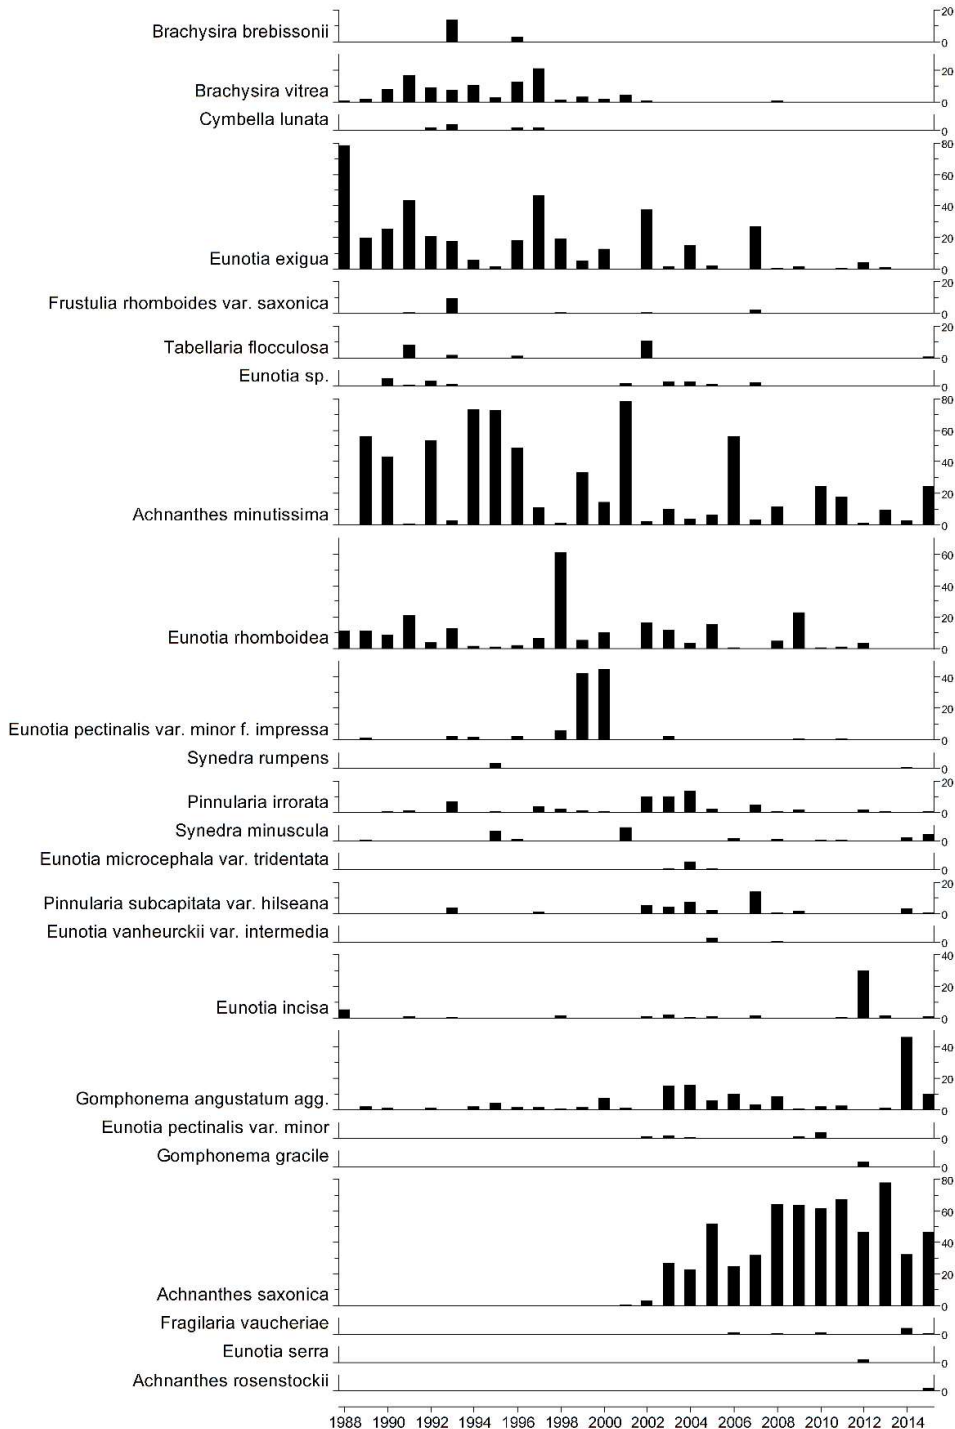 Brachysira brebissonii
20
0
Brachysira vitrea
20
0
Cymbella lunata
0
Eunotia exigua
80
60
40
20
0
Frustulia rhomboides var. saxonica
20
0
Tabellaria flocculosa
20
0
Eunotia sp.
0
Achnanthes minutissima
80
60
40
20
0
Eunotia rhomboidea
60
40
20
0
Eunotia pectinalis var. minor f. impressa
40
20
0
Synedra rumpens
0
Pinnularia irrorata
20
0
Synedra minuscula
0
Eunotia microcephala var. tridentata
0
Pinnularia subcapitata var. hilseana
20
0
Eunotia vanheurckii var. intermedia
0
Eunotia incisa
40
20
0
Gomphonema angustatum agg.
40
20
0
Eunotia pectinalis var. minor
0
Gomphonema gracile
0
Achnanthes saxonica
80
60
40
20
0
Fragilaria vaucheriae
0
Eunotia serra
0
Achnanthes rosenstockii
0
1988 1990 1992 1994 1996 1998 2000 2002 2004 2006 2008 2010 2012 2014